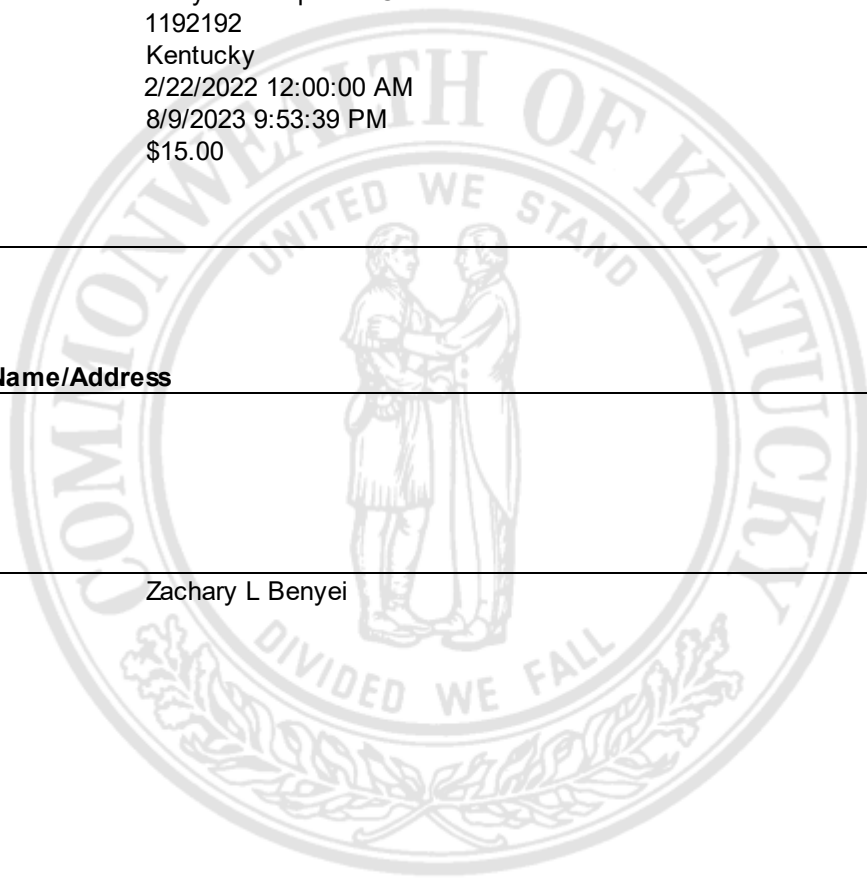 1192192
Kentucky
2/22/2022 12:00:00 AM
8/9/2023 9:53:39 PM
$15.00
COMMONWEALTH OF KENTUCKY
UNITED WE STAND
Name/Address
Zachary L Benyei
DIVIDED WE FALL